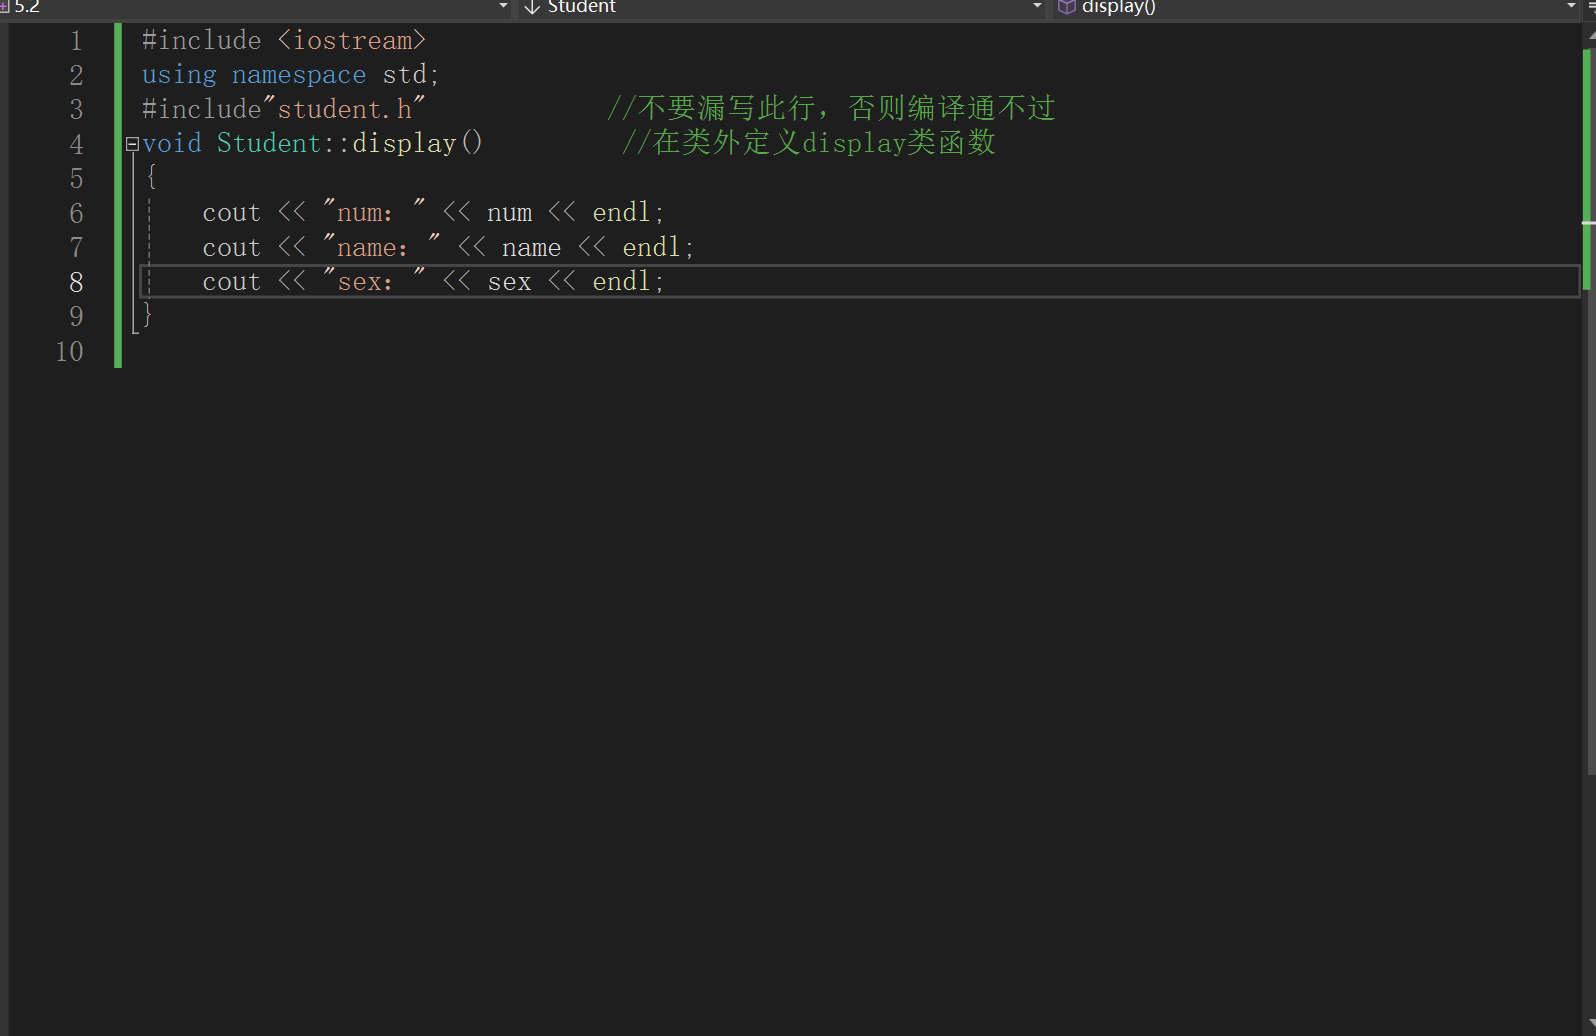 5.2 Student display()
1 #include <iostream>
2 using namespace std;
3 #include"student.h" //不要漏写此行，否则编译通不过
4 void Student::display() //在类外定义display类函数
5 {
6 cout << "num：" << num << endl;
7 cout << "name：" << name << endl;
8 cout << "sex：" << sex << endl;
9 }
10